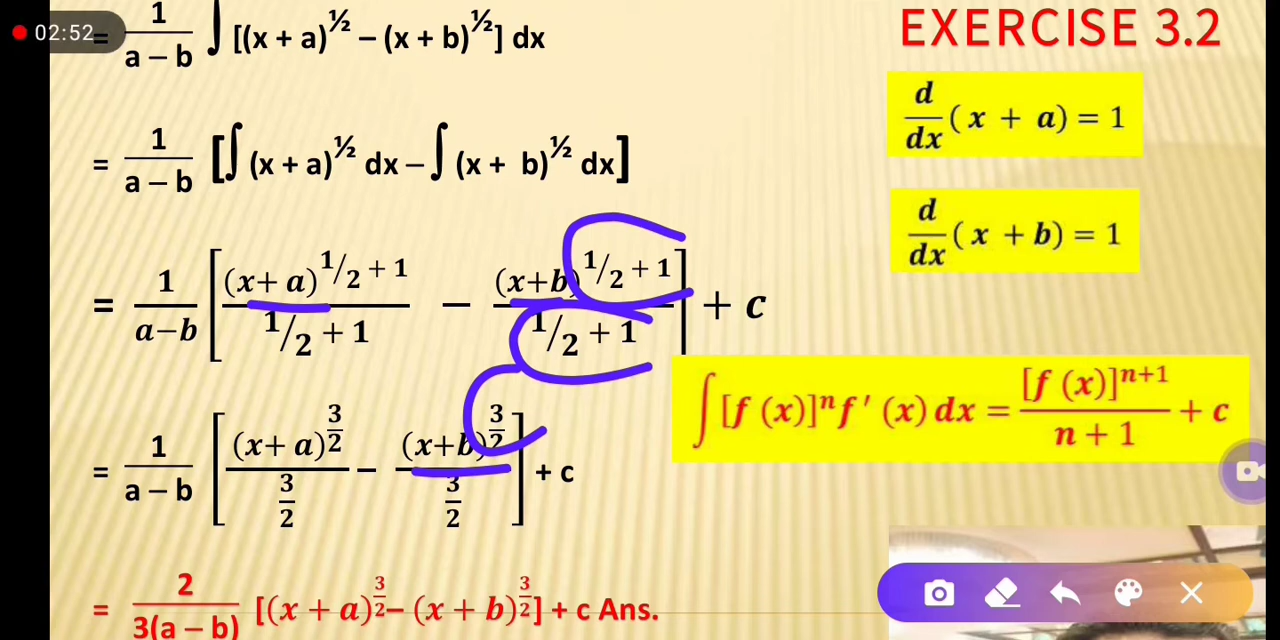 02:52
EXERCISE 3.2
= 1/(a – b) ∫ [(x + a)^½ – (x + b)^½] dx
d/dx ( x + a) = 1
= 1/(a – b) [∫ (x + a)^½ dx – ∫ (x + b)^½ dx]
d/dx ( x + b) = 1
= 1/(a–b) [ (x+ a)^(1/2 + 1) / (1/2 + 1) – (x+b)^(1/2 + 1) / (1/2 + 1) ] + c
∫ [f (x)]^n f ′ (x) dx = [f (x)]^(n+1) / (n + 1) + c
= 1/(a – b) [ (x+ a)^(3/2) / (3/2) – (x+b)^(3/2) / (3/2) ] + c
= 2/(3(a – b)) [(x + a)^(3/2) – (x + b)^(3/2)] + c Ans.